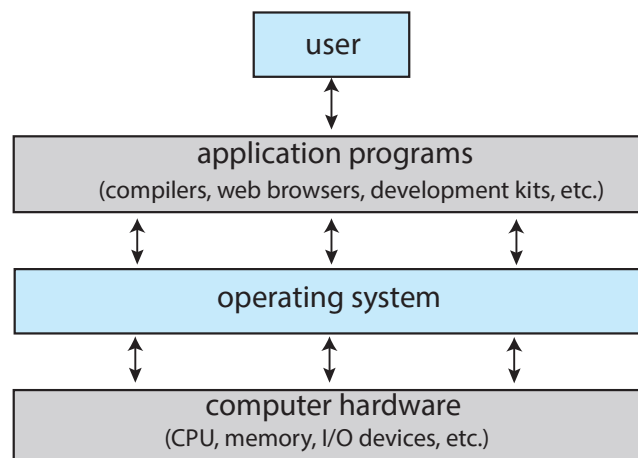 user
application programs
(compilers, web browsers, development kits, etc.)
operating system
computer hardware
(CPU, memory, I/O devices, etc.)